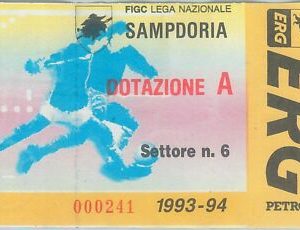 FIGC LEGA NAZIONALE
SAMPDORIA
DOTAZIONE A
Settore n. 6
000241 1993-94
ERG
ERG
PETRO